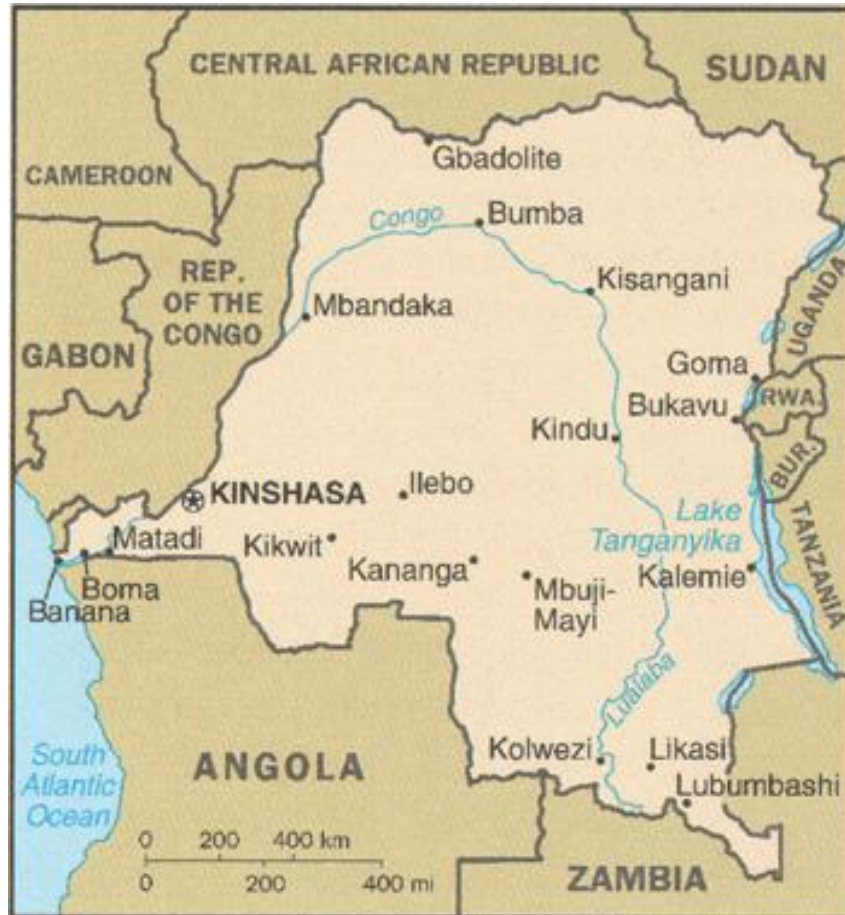 CENTRAL AFRICAN REPUBLIC
SUDAN
CAMEROON
Gbadolite
Congo
Bumba
REP.
OF THE
CONGO
Kisangani
Mbandaka
UGANDA
GABON
Goma
RWA.
Bukavu
Kindu
BUR.
KINSHASA
Ilebo
Lake
Tanganyika
TANZANIA
Matadi
Kikwit
Kananga
Kalemie
Boma
Banana
Mbuji-
Mayi
Lualaba
South
Atlantic
Ocean
ANGOLA
Kolwezi
Likasi
Lubumbashi
0 200 400 km
0 200 400 mi
ZAMBIA